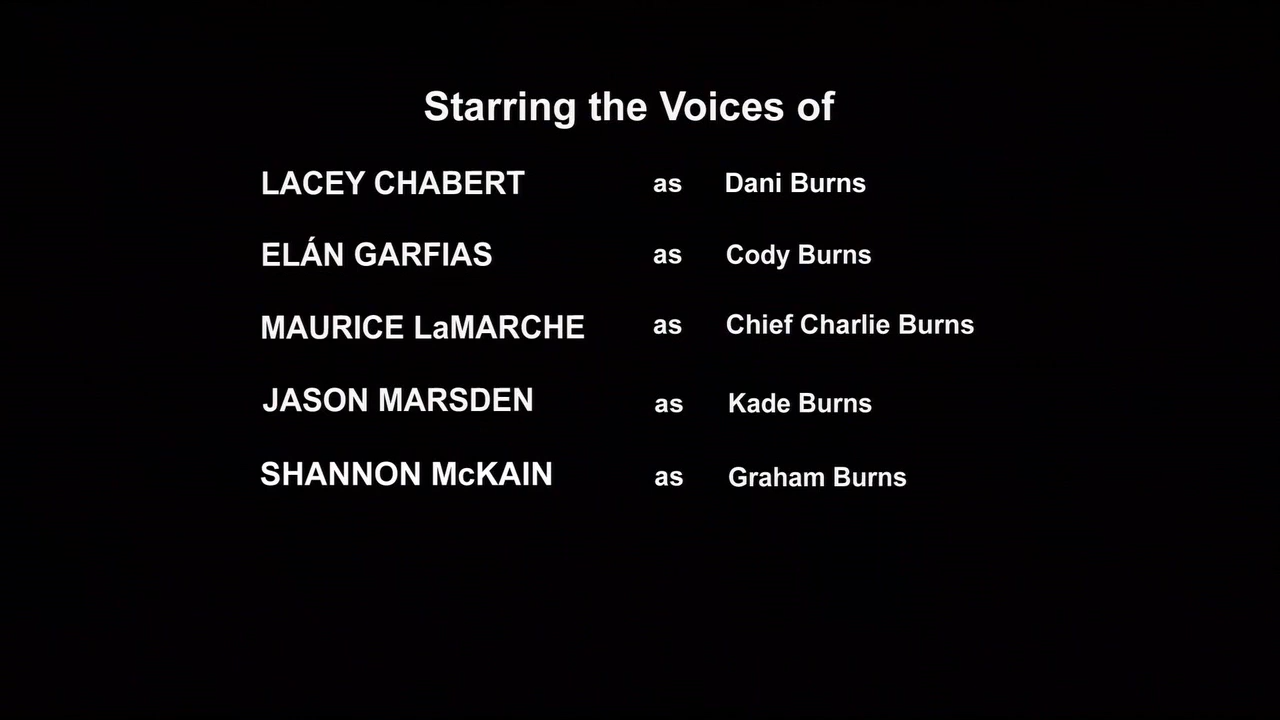 Starring the Voices of
LACEY CHABERT as Dani Burns
ELÁN GARFIAS as Cody Burns
MAURICE LaMARCHE as Chief Charlie Burns
JASON MARSDEN as Kade Burns
SHANNON McKAIN as Graham Burns